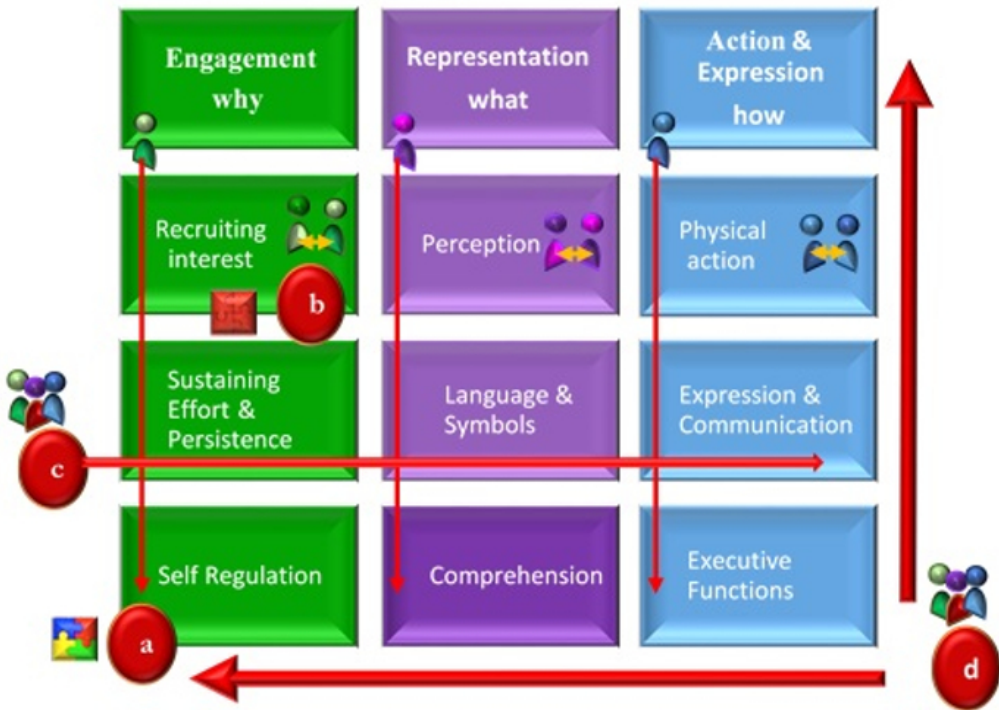 Engagement
why
Representation
what
Action &
Expression
how
Recruiting
interest
b
Perception
Physical
action
Sustaining
Effort &
Persistence
Language &
Symbols
Expression &
Communication
c
Self Regulation
a
Comprehension
Executive
Functions
d